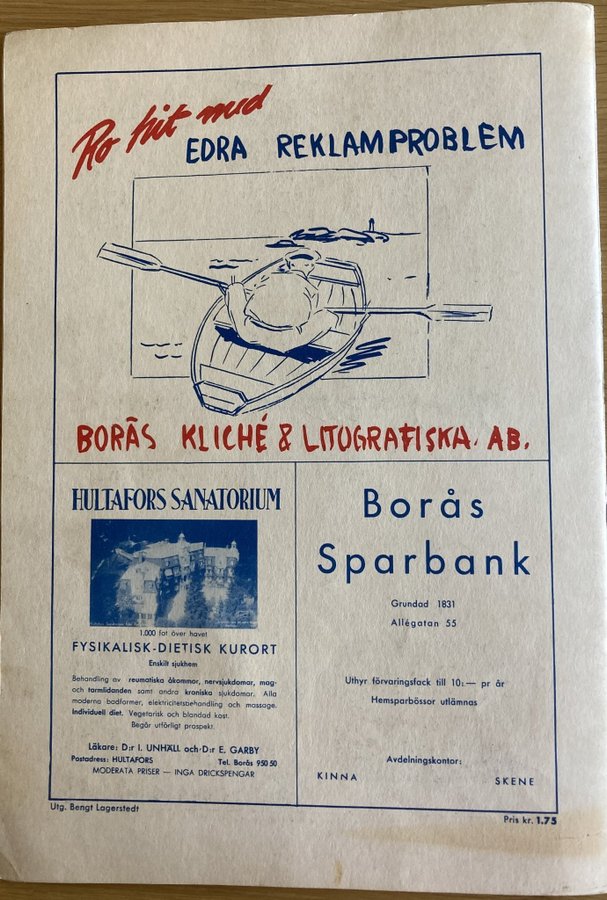 Ro hit med
EDRA REKLAMPROBLEM
BORÅS KLICHÉ & LITOGRAFISKA. AB.
HULTAFORS SANATORIUM
1.000 fot över havet
FYSIKALISK-DIETISK KURORT
Enskilt sjukhem
Behandling av reumatiska åkommor, nervsjukdomar, mag-
och tarmlidanden samt andra kroniska sjukdomar. Alla
moderna badformer, elektricitetsbehandling och massage.
Individuell diet. Vegetarisk och blandad kost.
Begär utförligt prospekt.
Läkare: D:r I. UNHÄLL och D:r E. GARBY
Postadress: HULTAFORS Tel. Borås 950 50
MODERATA PRISER — INGA DRICKSPENGAR
Borås
Sparbank
Grundad 1831
Allégatan 55
Uthyr förvaringsfack till 10:— pr år
Hemsparbössor utlämnas
Avdelningskontor:
KINNA SKENE
Utg. Bengt Lagerstedt
Pris kr. 1.75